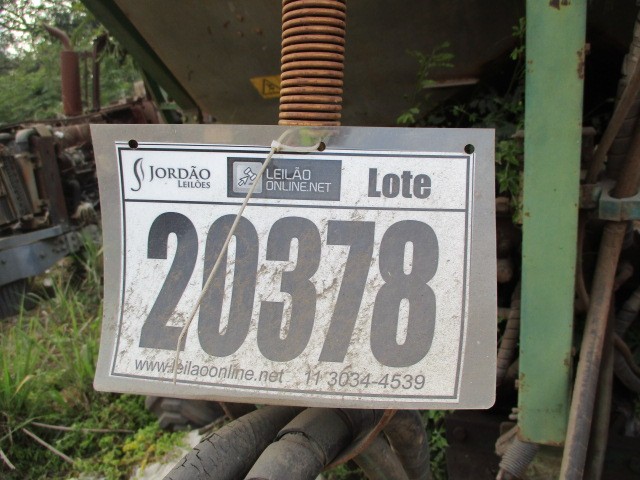 JORDÃO
LEILÕES
LEILÃO
ONLINE.NET
Lote
20378
www.leilaoonline.net 11 3034-4539